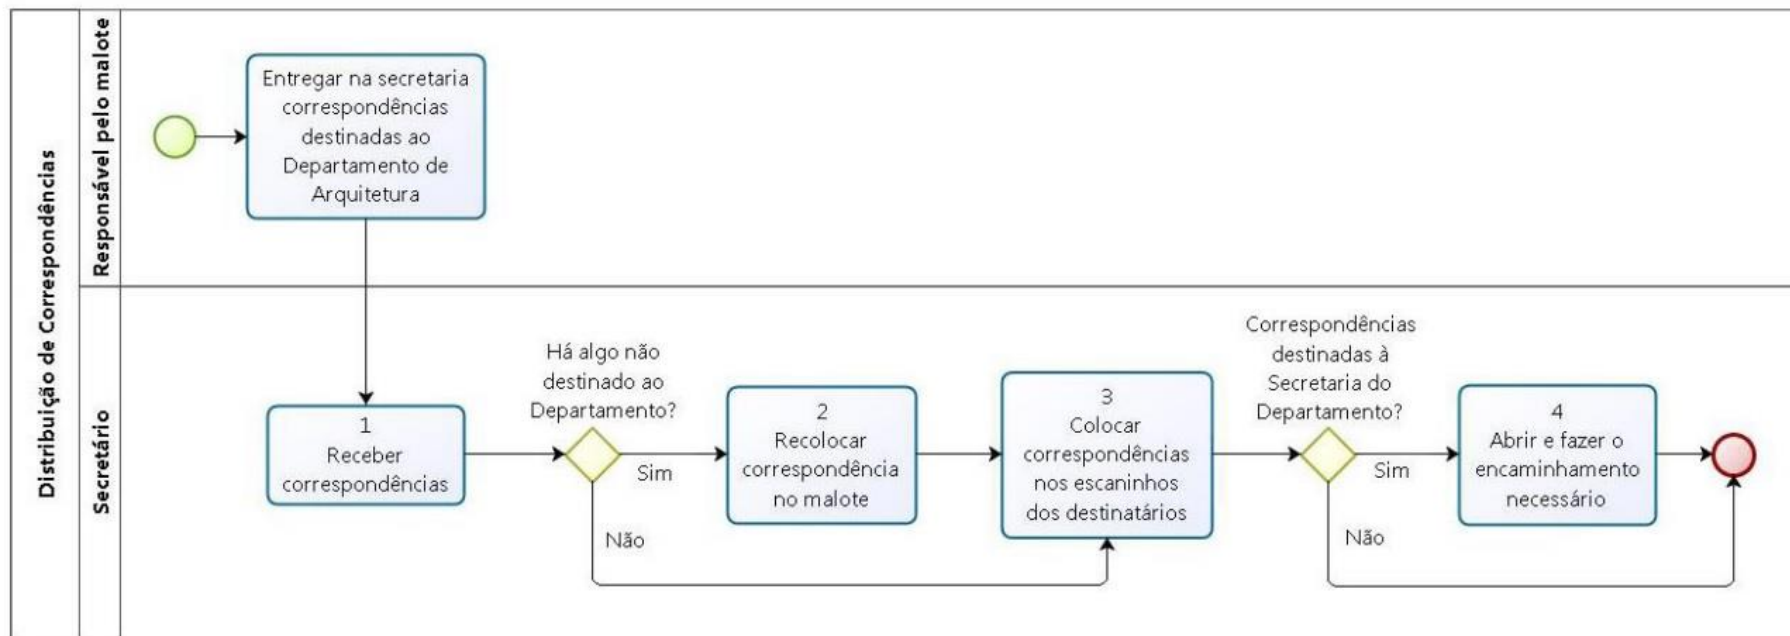 Distribuição de Correspondências
Responsável pelo malote
Entregar na secretaria
correspondências
destinadas ao
Departamento de
Arquitetura
Secretário
1
Receber
correspondências
Há algo não
destinado ao
Departamento?
Sim
Não
2
Recolocar
correspondência
no malote
3
Colocar
correspondências
nos escaninhos
dos destinatários
Correspondências
destinadas à
Secretaria do
Departamento?
Sim
Não
4
Abrir e fazer o
encaminhamento
necessário